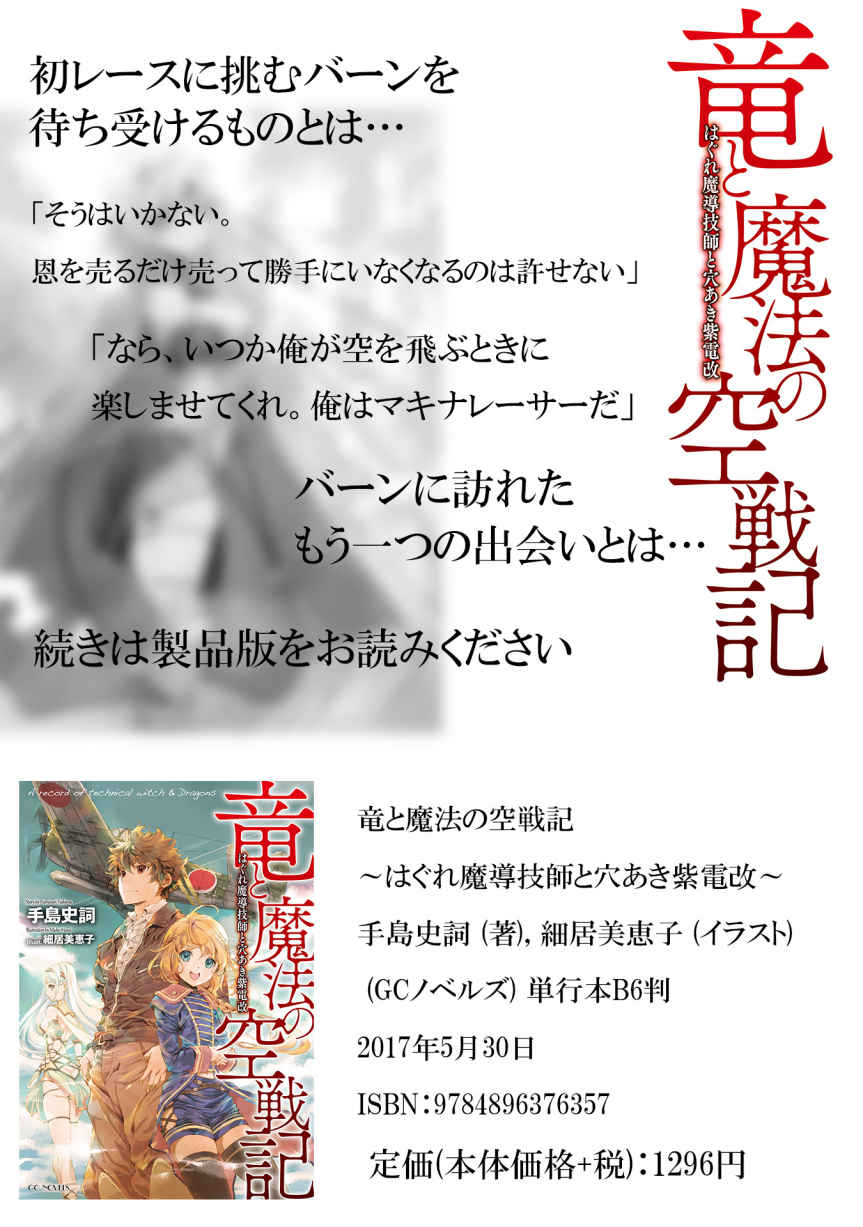 竜と魔法の空戦記
はぐれ魔導技師と穴あき紫電改
初レースに挑むバーンを
待ち受けるものとは…
「そうはいかない。
恩を売るだけ売って勝手にいなくなるのは許せない」
「なら、いつか俺が空を飛ぶときに
楽しませてくれ。俺はマキナレーサーだ」
バーンに訪れた
もう一つの出会いとは…
続きは製品版をお読みください
A record of technical witch & Dragons
竜と魔法の空戦記
はぐれ魔導技師と穴あき紫電改
手島史詞
細居美恵子
GC NOVELS
竜と魔法の空戦記
～はぐれ魔導技師と穴あき紫電改～
手島史詞 (著), 細居美恵子 (イラスト)
(GCノベルズ) 単行本B6判
2017年5月30日
ISBN：9784896376357
定価(本体価格+税)：1296円